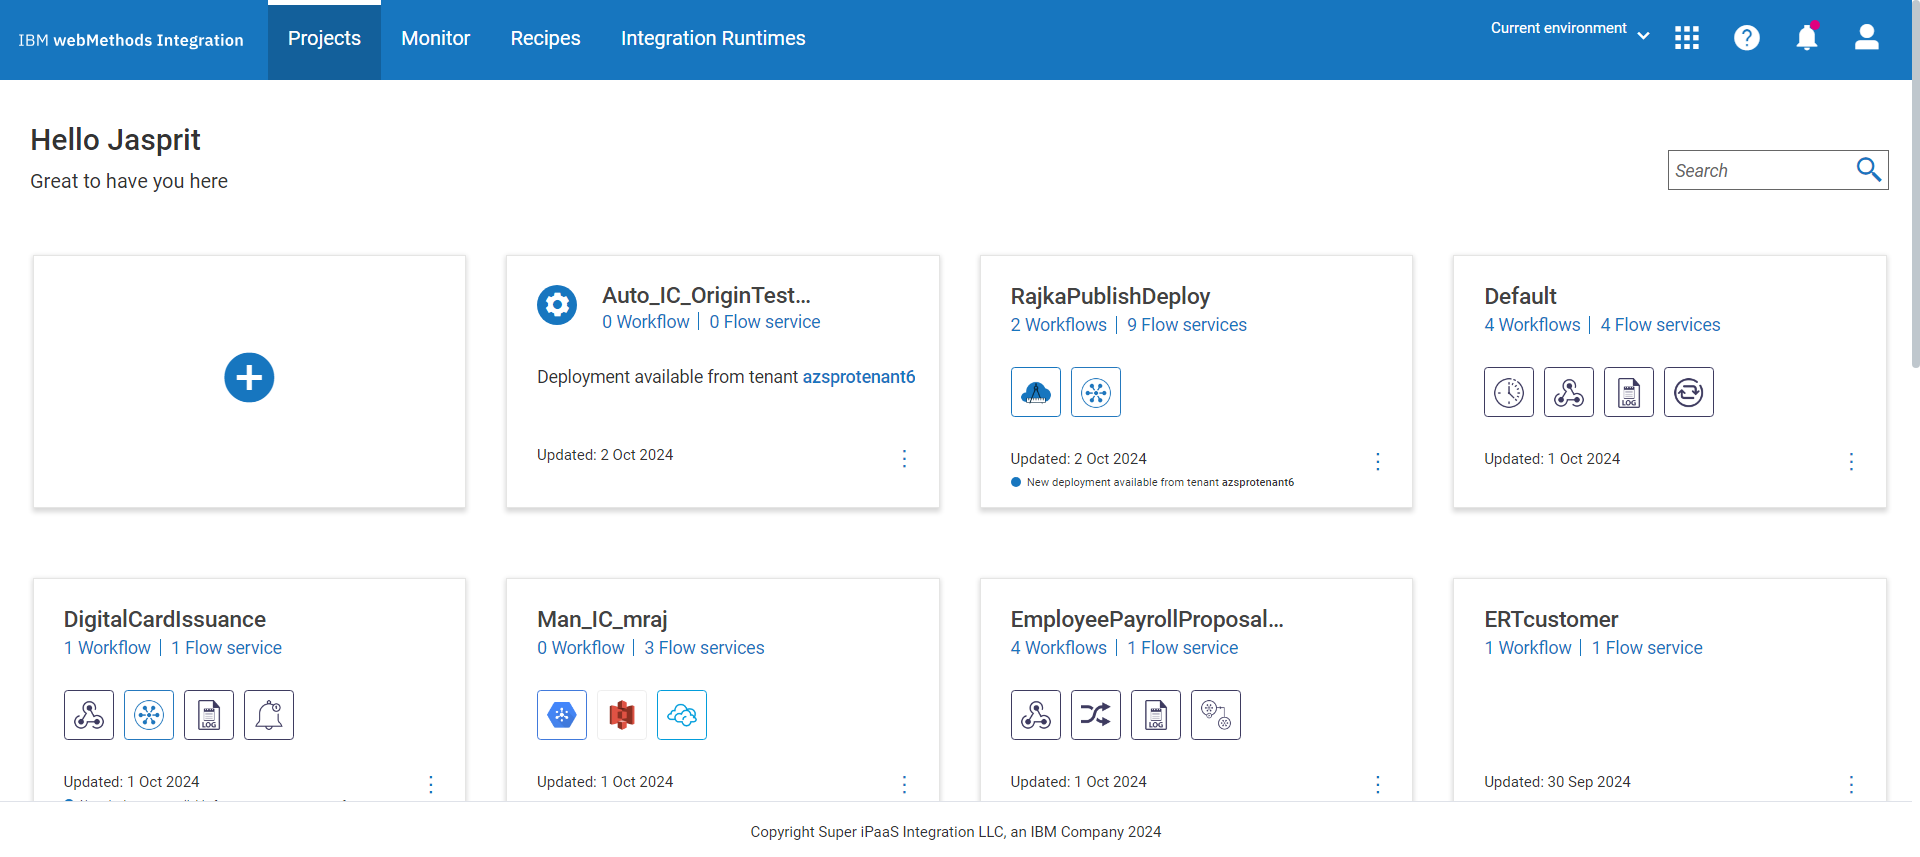 IBM webMethods Integration
Projects
Monitor
Recipes
Integration Runtimes
Current environment
Hello Jasprit
Great to have you here
Search
Auto_IC_OriginTest...
0 Workflow | 0 Flow service
Deployment available from tenant azsprotenant6
Updated: 2 Oct 2024
RajkaPublishDeploy
2 Workflows | 9 Flow services
Updated: 2 Oct 2024
New deployment available from tenant azsprotenant6
Default
4 Workflows | 4 Flow services
LOG
Updated: 1 Oct 2024
DigitalCardIssuance
1 Workflow | 1 Flow service
LOG
Updated: 1 Oct 2024
Man_IC_mraj
0 Workflow | 3 Flow services
Updated: 1 Oct 2024
EmployeePayrollProposal...
4 Workflows | 1 Flow service
LOG
Updated: 1 Oct 2024
ERTcustomer
1 Workflow | 1 Flow service
Updated: 30 Sep 2024
Copyright Super iPaaS Integration LLC, an IBM Company 2024